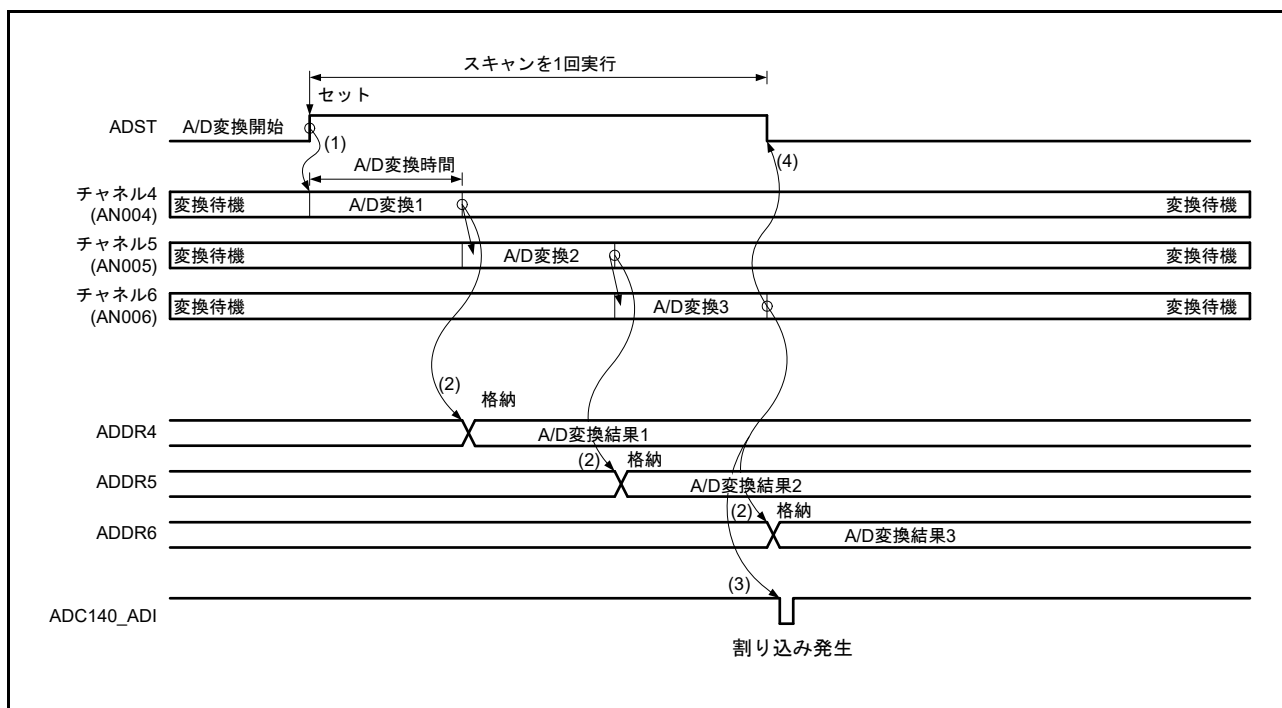 スキャンを1回実行
セット
ADST
A/D変換開始
(1)
(4)
A/D変換時間
チャネル4
(AN004)
変換待機
A/D変換1
変換待機
チャネル5
(AN005)
変換待機
A/D変換2
変換待機
チャネル6
(AN006)
変換待機
A/D変換3
変換待機
(2)
格納
ADDR4
A/D変換結果1
(2)
格納
ADDR5
A/D変換結果2
(2)
格納
ADDR6
A/D変換結果3
(3)
ADC140_ADI
割り込み発生